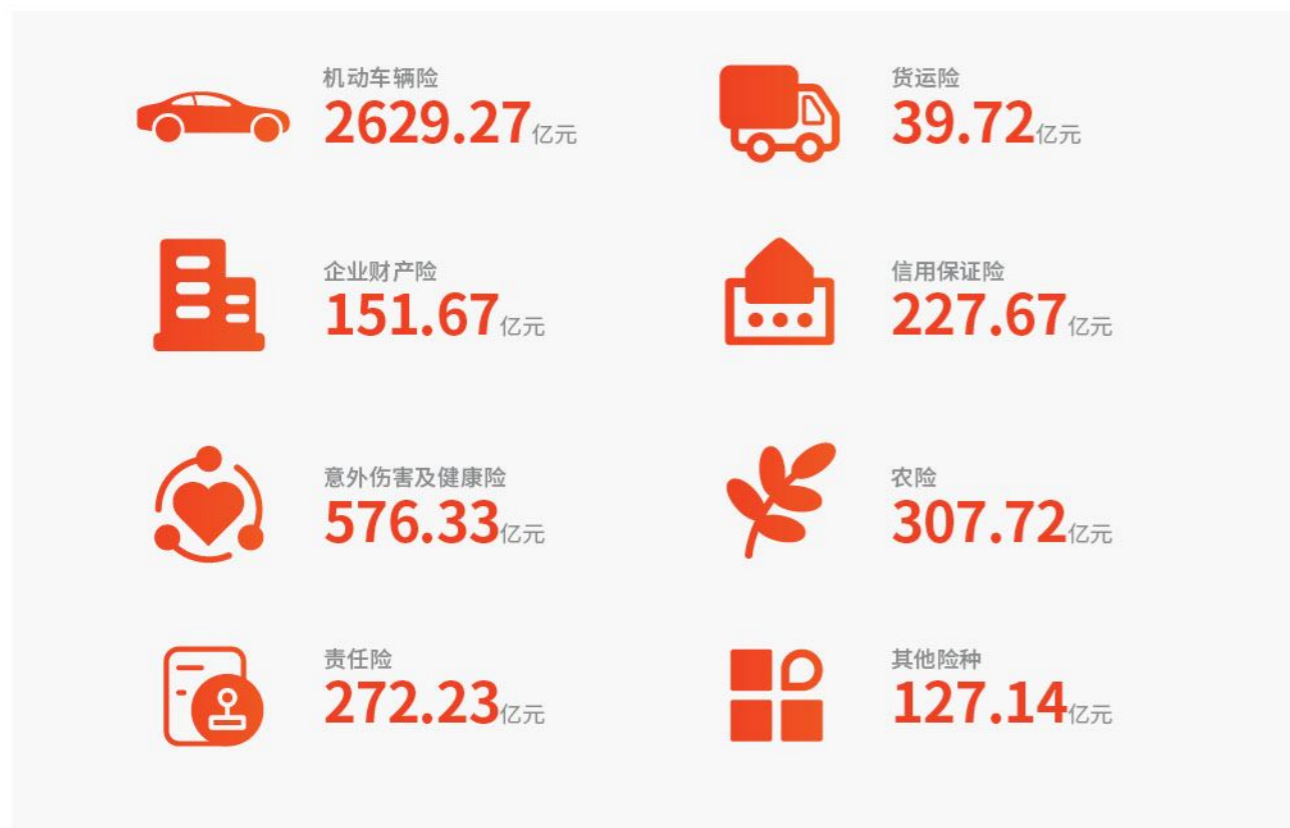 机动车辆险
2629.27亿元
货运险
39.72亿元
企业财产险
151.67亿元
信用保证险
227.67亿元
意外伤害及健康险
576.33亿元
农险
307.72亿元
责任险
272.23亿元
其他险种
127.14亿元